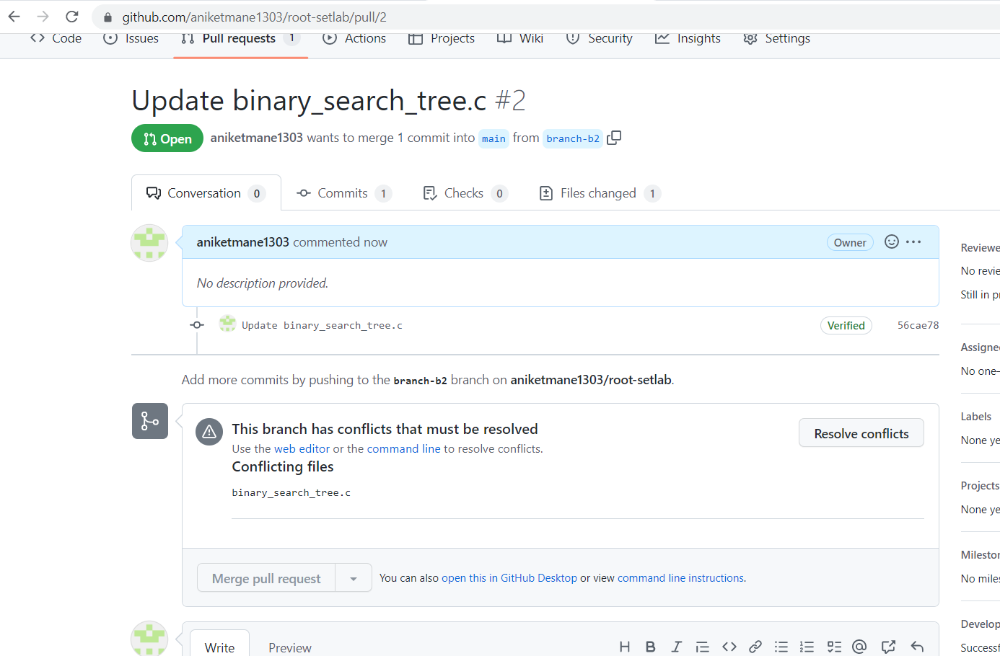 github.com/aniketmane1303/root-setlab/pull/2
Code Issues Pull requests 1 Actions Projects Wiki Security Insights Settings
Update binary_search_tree.c #2
Open aniketmane1303 wants to merge 1 commit into main from branch-b2
Conversation 0 Commits 1 Checks 0 Files changed 1
aniketmane1303 commented now Owner
No description provided.
Reviewe
No revie
Still in p
Update binary_search_tree.c Verified 56cae78
Assigne
No one-
Add more commits by pushing to the branch-b2 branch on aniketmane1303/root-setlab.
This branch has conflicts that must be resolved
Resolve conflicts
Use the web editor or the command line to resolve conflicts.
Conflicting files
binary_search_tree.c
Labels
None ye
Projects
None ye
Merge pull request You can also open this in GitHub Desktop or view command line instructions.
Milesto
No miles
Develop
Successf
Write Preview